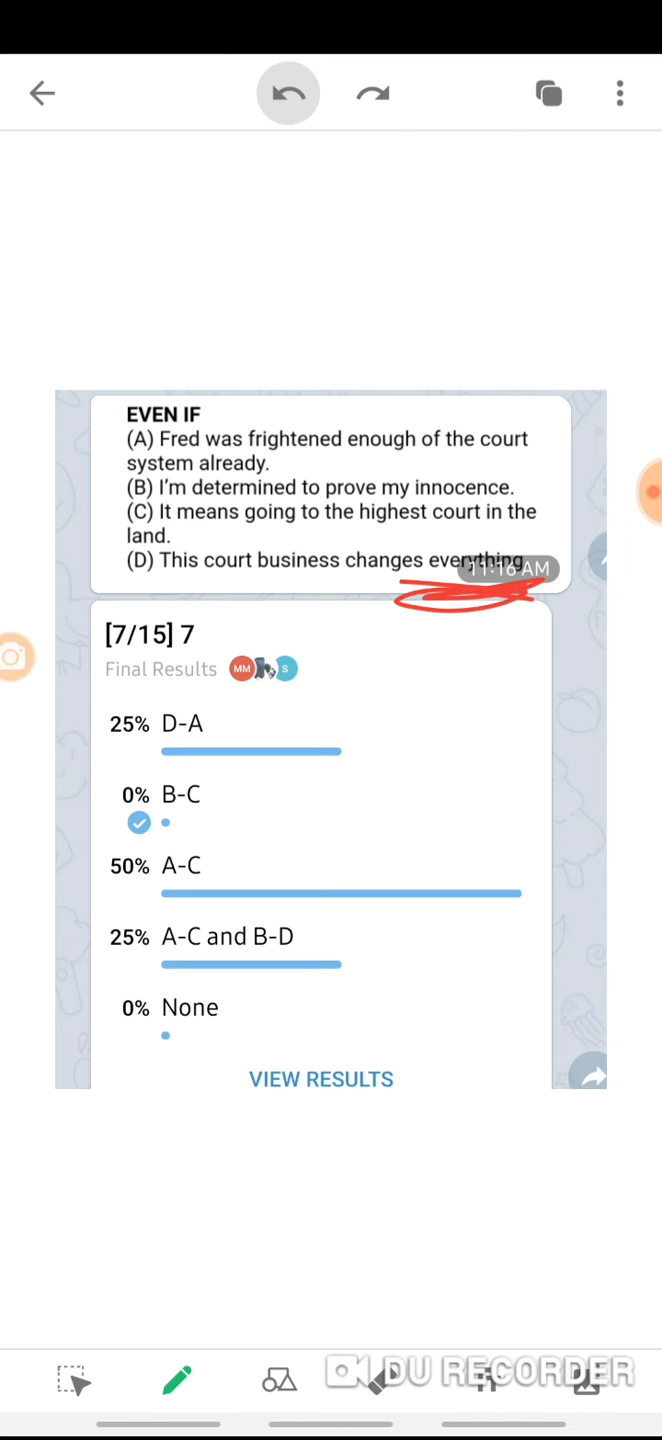 EVEN IF
(A) Fred was frightened enough of the court
system already.
(B) I'm determined to prove my innocence.
(C) It means going to the highest court in the
land.
(D) This court business changes everything
11:16 AM
[7/15] 7
Final Results MM S
25% D-A
0% B-C
50% A-C
25% A-C and B-D
0% None
VIEW RESULTS
DU RECORDER